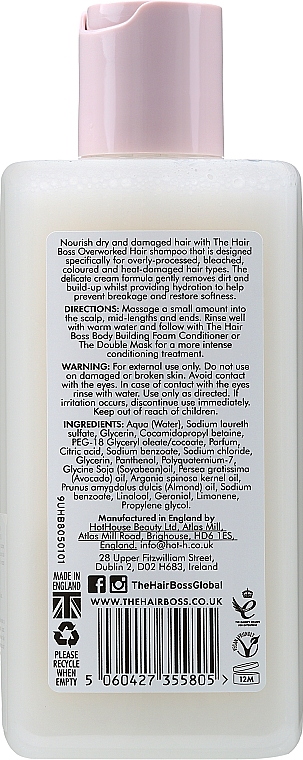 Nourish dry and damaged hair with The Hair
Boss Overworked Hair shampoo that is designed
specifically for overly-processed, bleached,
coloured and heat-damaged hair types. The
delicate cream formula gently removes dirt and
build-up whilst providing hydration to help
prevent breakage and restore softness.
DIRECTIONS: Massage a small amount into
the scalp, mid-lengths and ends. Rinse well
with warm water and follow with The Hair
Boss Body Building Foam Conditioner or
The Double Mask for a more intense
conditioning treatment.
WARNING: For external use only. Do not use
on damaged or broken skin. Avoid contact
with the eyes. In case of contact with the eyes
rinse with water. Use only as directed. If
irritation occurs, discontinue use immediately.
Keep out of reach of children.
INGREDIENTS: Aqua (Water), Sodium laureth
sulfate, Glycerin, Cocamidopropyl betaine,
PEG-18 Glyceryl oleate/cocoate, Parfum,
Citric acid, Sodium benzoate, Sodium chloride,
Glycerin, Panthenol, Polyquaternium-7,
Glycine Soja (Soyabean)oil, Persea gratissima
(Avocado) oil, Argania spinosa kernel oil,
Prunus amygdalus dulcis (Almond) oil, Sodium
benzoate, Linalool, Geraniol, Limonene,
Propylene glycol.
Manufactured in England by
HotHouse Beauty Ltd, Atlas Mill,
Atlas Mill Road, Brighouse, HD6 1ES,
England. info@hot-h.co.uk
28 Upper Fitzwilliam Street,
Dublin 2, D02 H683, Ireland
9UHB8050101
MADE IN
ENGLAND
TheHairBossGlobal
WWW.THEHAIRBOSS.CO.UK
PLEASE
RECYCLE
WHEN
EMPTY
5 060427 355805 >
12M